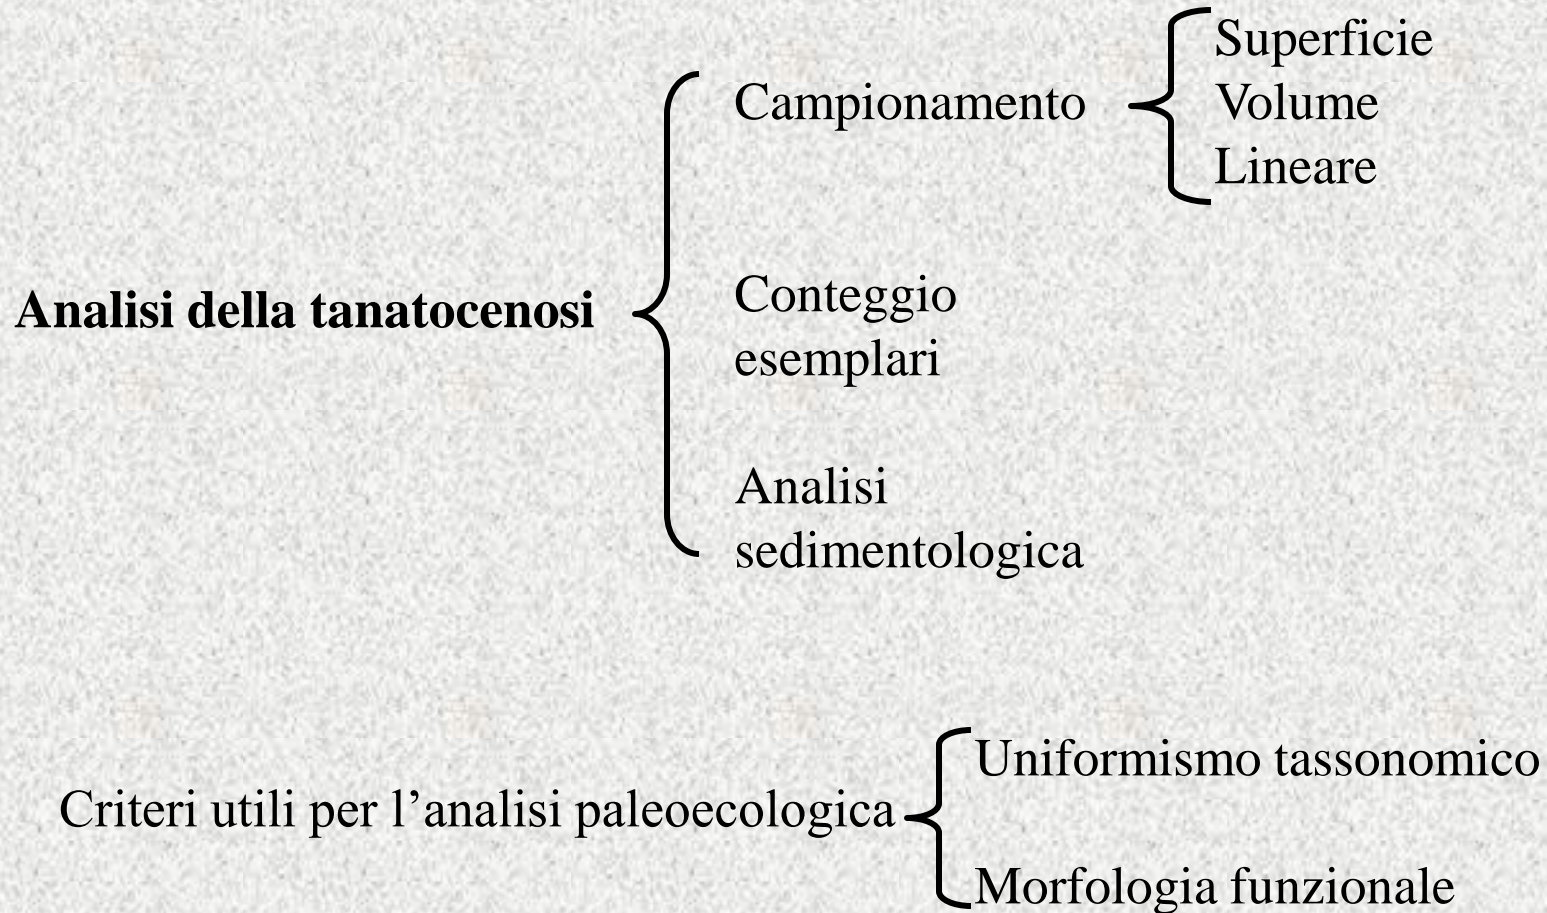 Superficie
Campionamento
Volume
Lineare
Analisi della tanatocenosi
Conteggio
esemplari
Analisi
sedimentologica
Criteri utili per l’analisi paleoecologica
Uniformismo tassonomico
Morfologia funzionale